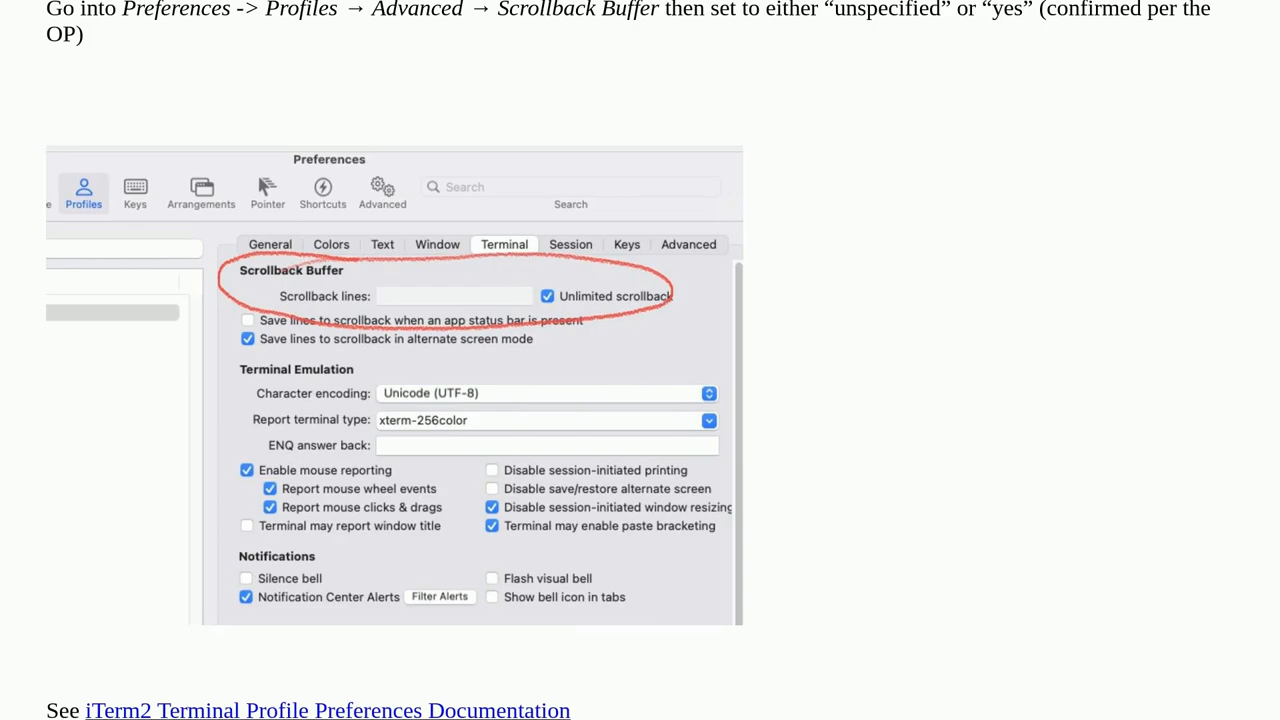 Go into Preferences -> Profiles → Advanced → Scrollback Buffer then set to either “unspecified” or “yes” (confirmed per the
OP)
Preferences
e Profiles Keys Arrangements Pointer Shortcuts Advanced Search
Search
General Colors Text Window Terminal Session Keys Advanced
Scrollback Buffer
Scrollback lines: Unlimited scrollback
Save lines to scrollback when an app status bar is present
Save lines to scrollback in alternate screen mode
Terminal Emulation
Character encoding: Unicode (UTF-8)
Report terminal type: xterm-256color
ENQ answer back:
Enable mouse reporting Disable session-initiated printing
Report mouse wheel events Disable save/restore alternate screen
Report mouse clicks & drags Disable session-initiated window resizing
Terminal may report window title Terminal may enable paste bracketing
Notifications
Silence bell Flash visual bell
Notification Center Alerts Filter Alerts Show bell icon in tabs
See iTerm2 Terminal Profile Preferences Documentation